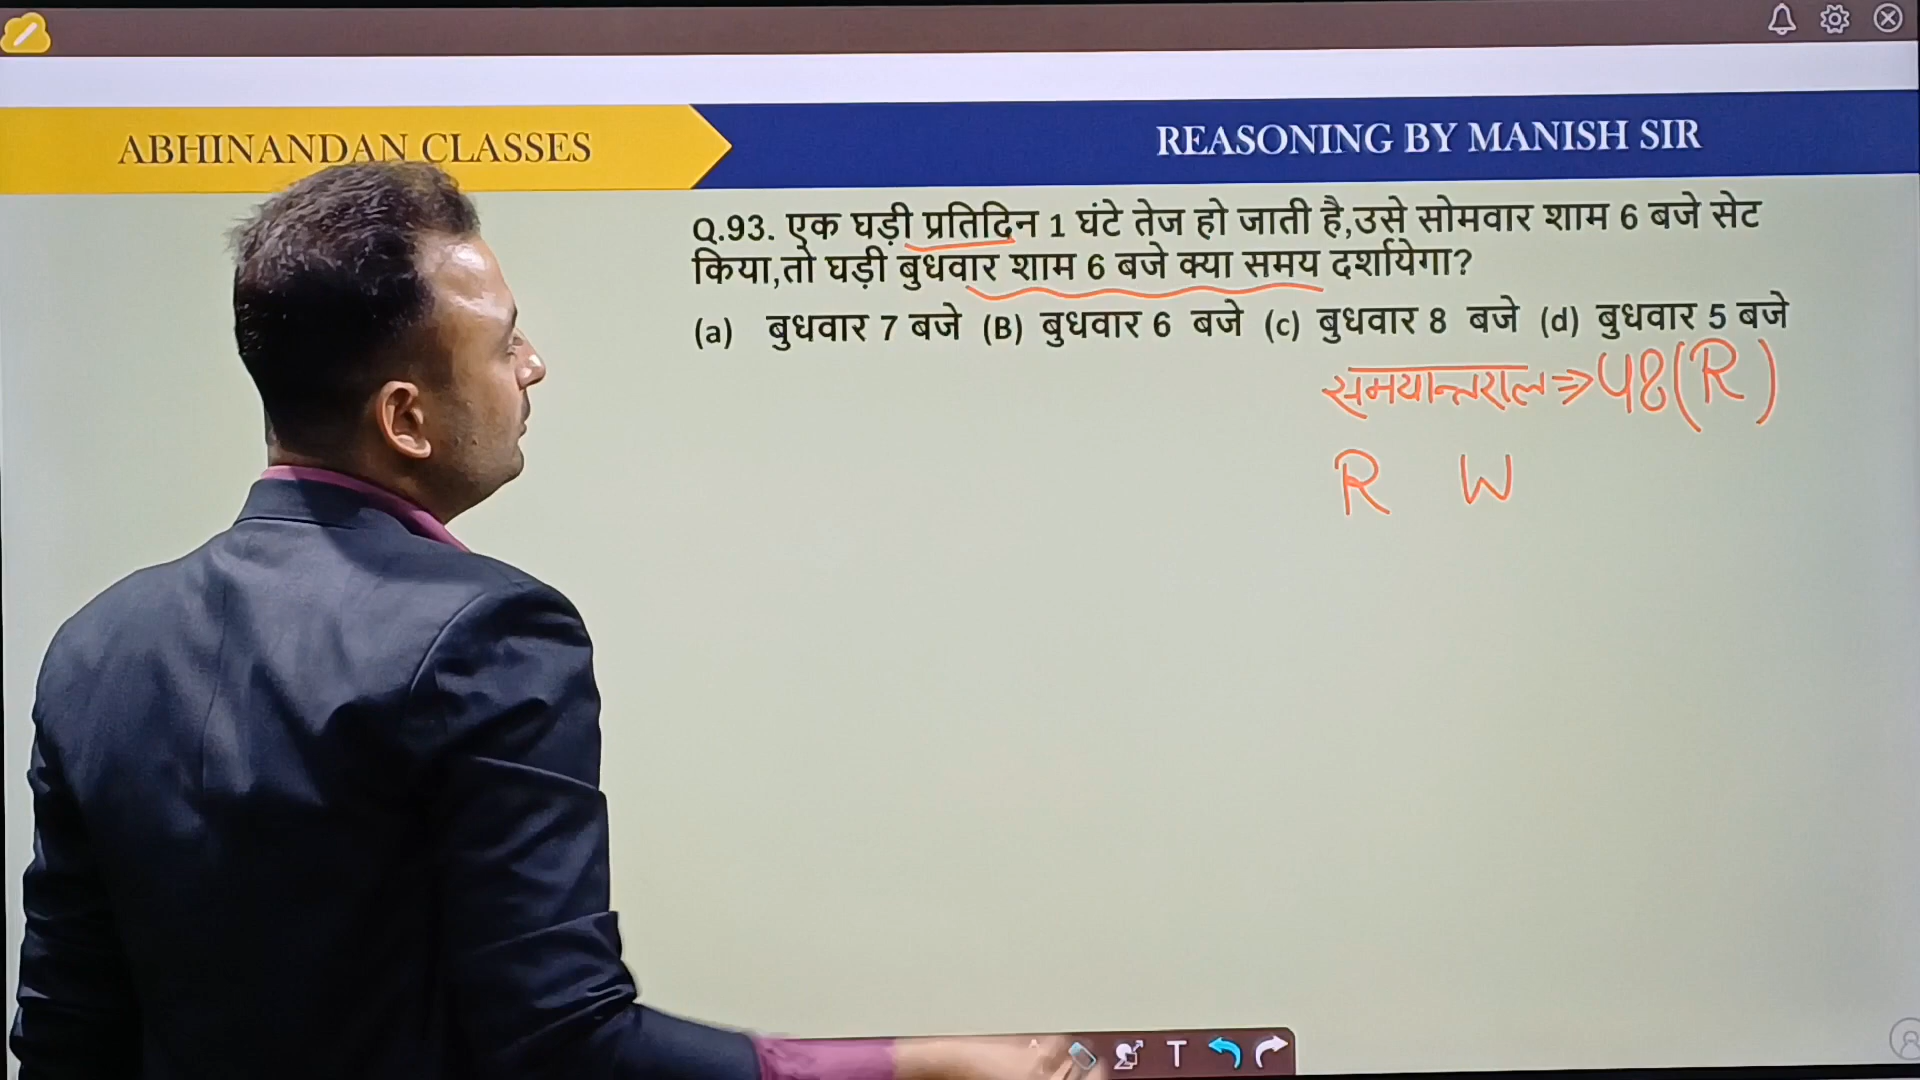 ABHINANDAN CLASSES
REASONING BY MANISH SIR
Q.93. एक घड़ी प्रतिदिन 1 घंटे तेज हो जाती है,उसे सोमवार शाम 6 बजे सेट
किया,तो घड़ी बुधवार शाम 6 बजे क्या समय दर्शायेगा?
(a) बुधवार 7 बजे (B) बुधवार 6 बजे (c) बुधवार 8 बजे (d) बुधवार 5 बजे
समयान्तराल ⇒ 48(R)
R W
T